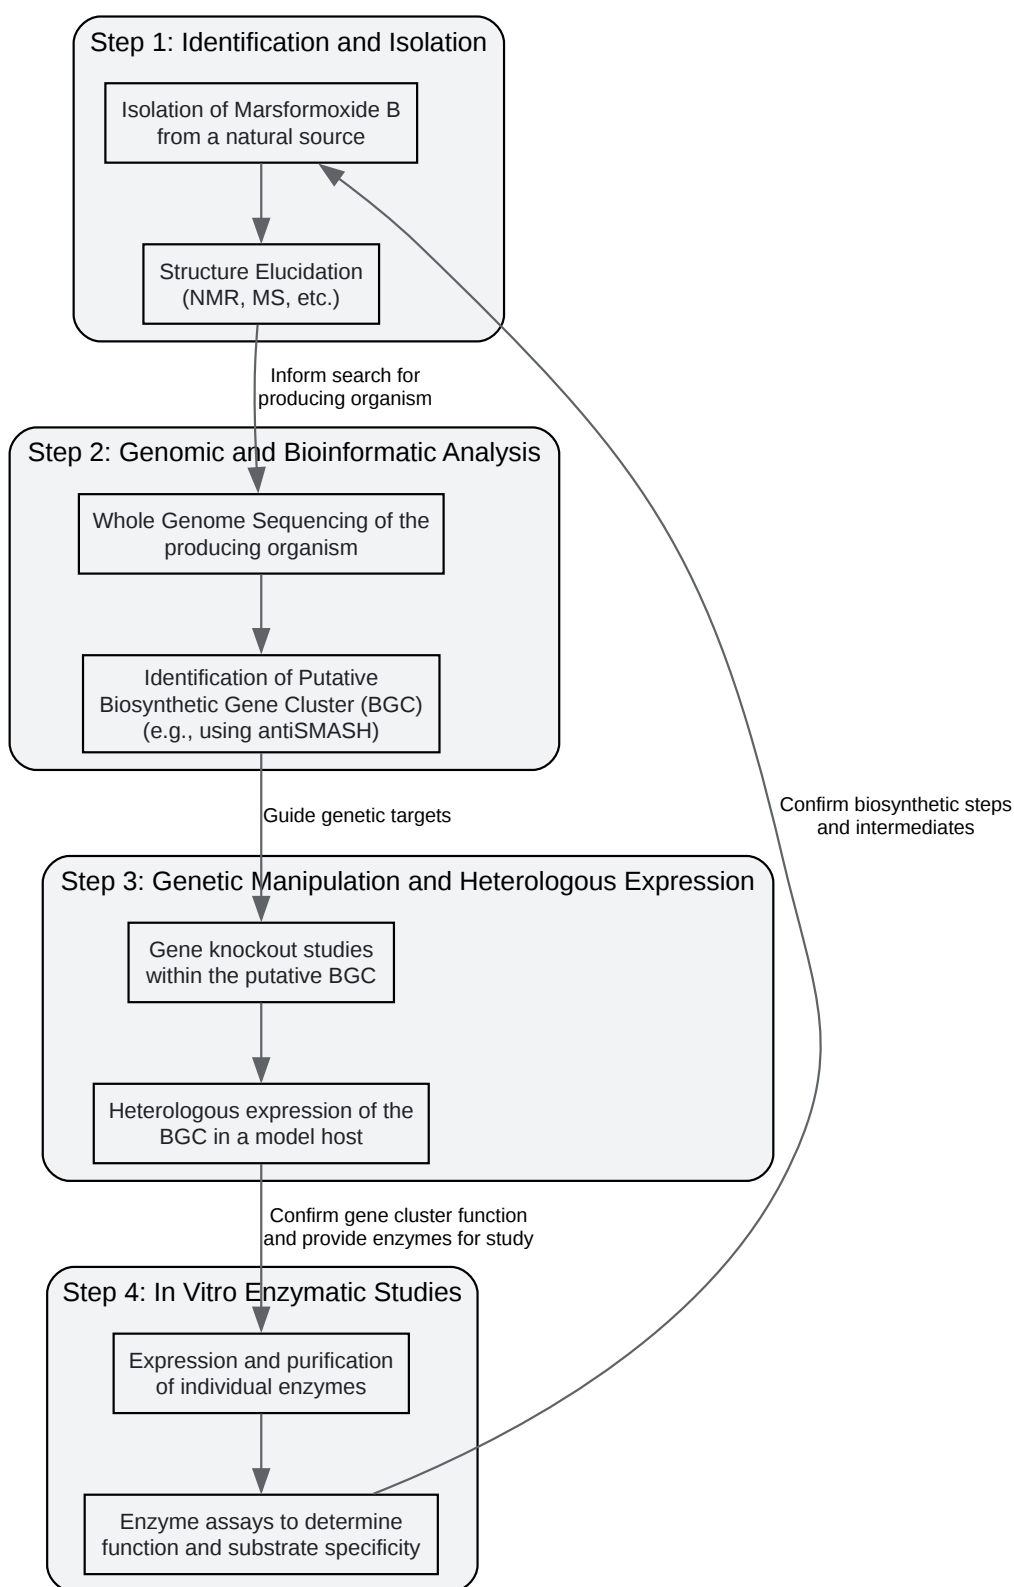 Step 1: Identification and Isolation
Isolation of Marsformoxide B
from a natural source
Structure Elucidation
(NMR, MS, etc.)
Inform search for
producing organism
Step 2: Genomic and Bioinformatic Analysis
Whole Genome Sequencing of the
producing organism
Identification of Putative
Biosynthetic Gene Cluster (BGC)
(e.g., using antiSMASH)
Guide genetic targets
Confirm biosynthetic steps
and intermediates
Step 3: Genetic Manipulation and Heterologous Expression
Gene knockout studies
within the putative BGC
Heterologous expression of the
BGC in a model host
Confirm gene cluster function
and provide enzymes for study
Step 4: In Vitro Enzymatic Studies
Expression and purification
of individual enzymes
Enzyme assays to determine
function and substrate specificity